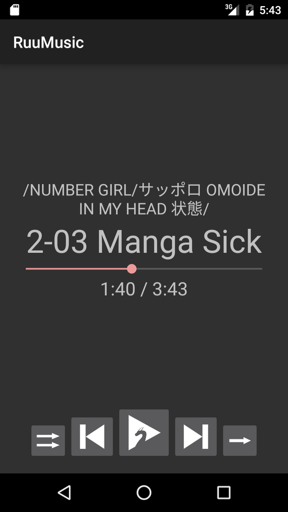 3G 5:43
RuuMusic
/NUMBER GIRL/サッポロ OMOIDE
IN MY HEAD 状態/
2-03 Manga Sick
1:40 / 3:43